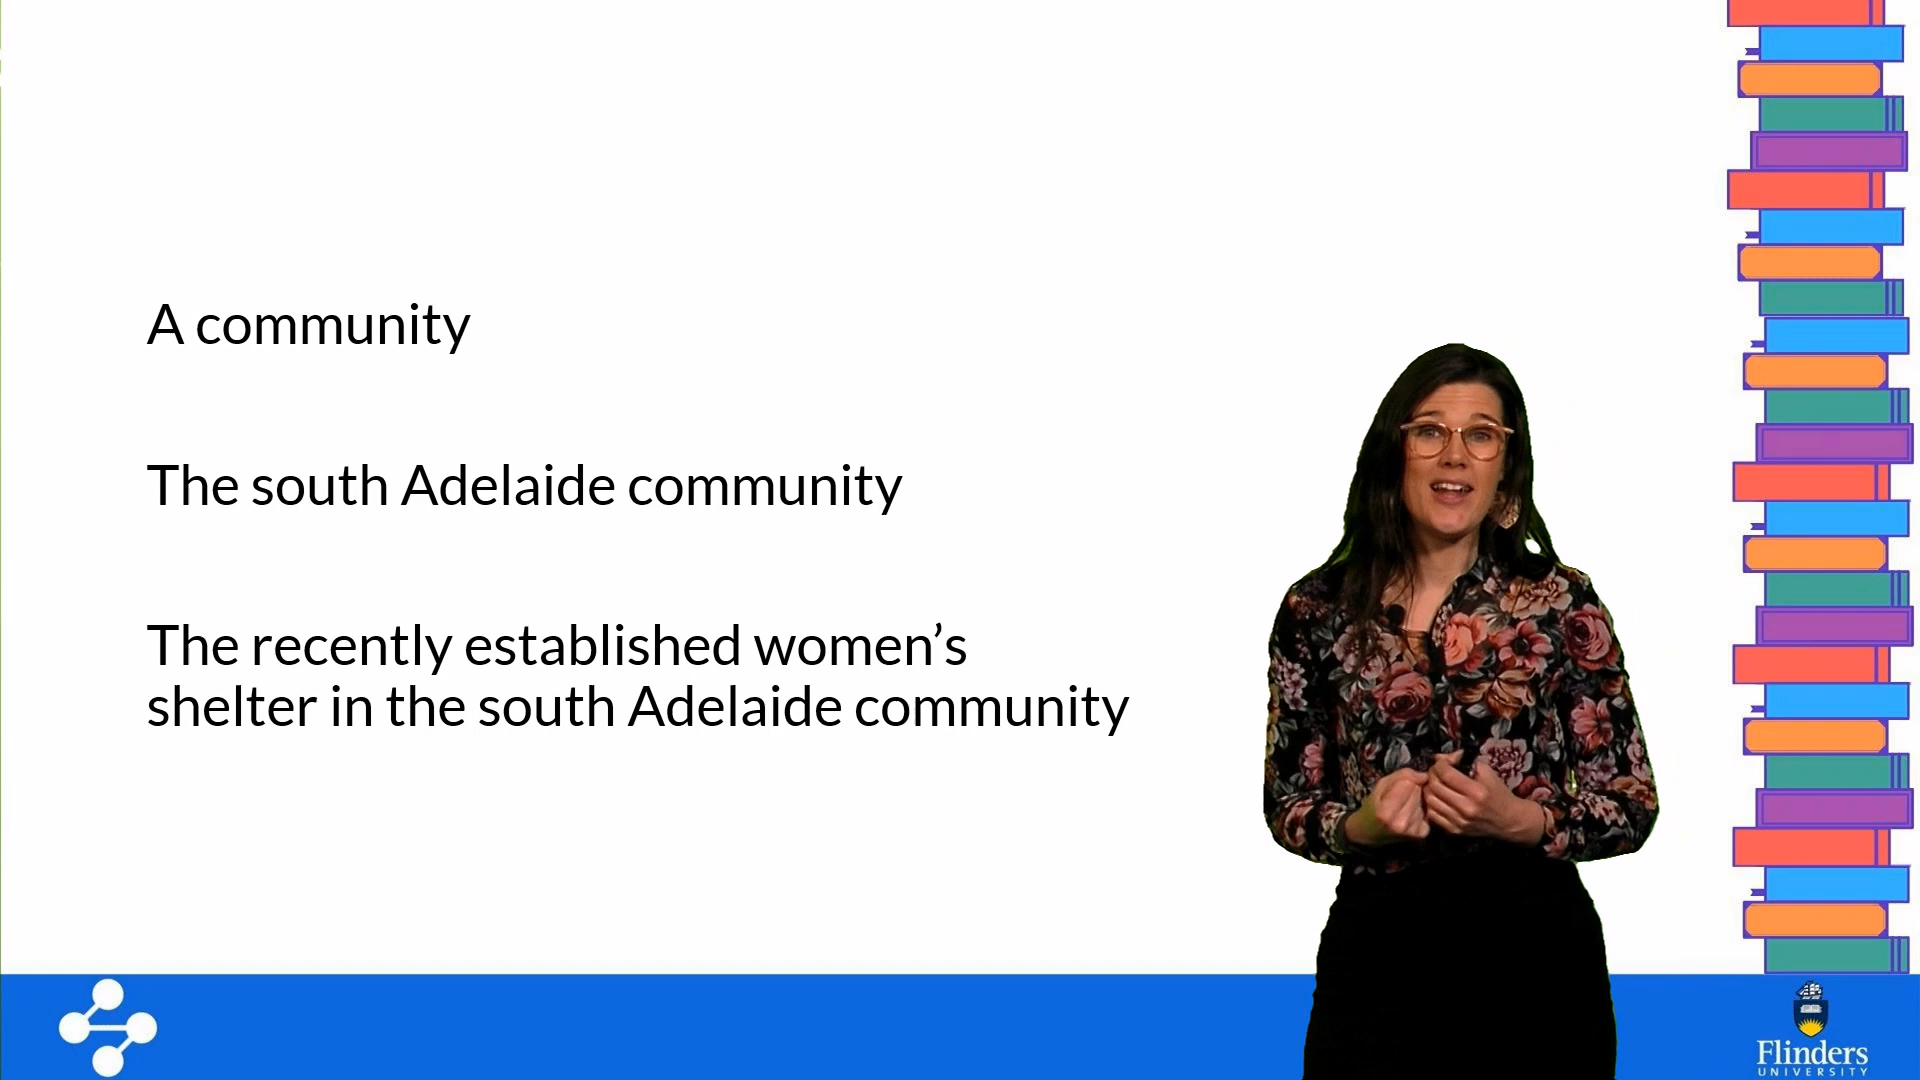 A community
The south Adelaide community
The recently established women’s
shelter in the south Adelaide community
Flinders
UNIVERSITY